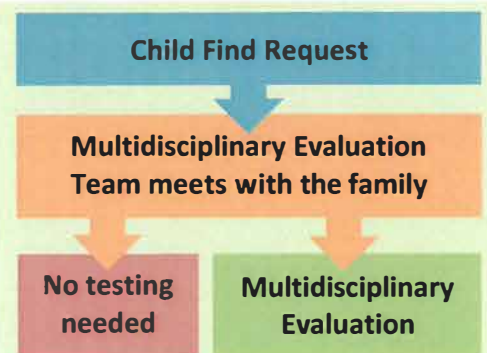 Child Find Request
Multidisciplinary Evaluation
Team meets with the family
No testing
needed
Multidisciplinary
Evaluation